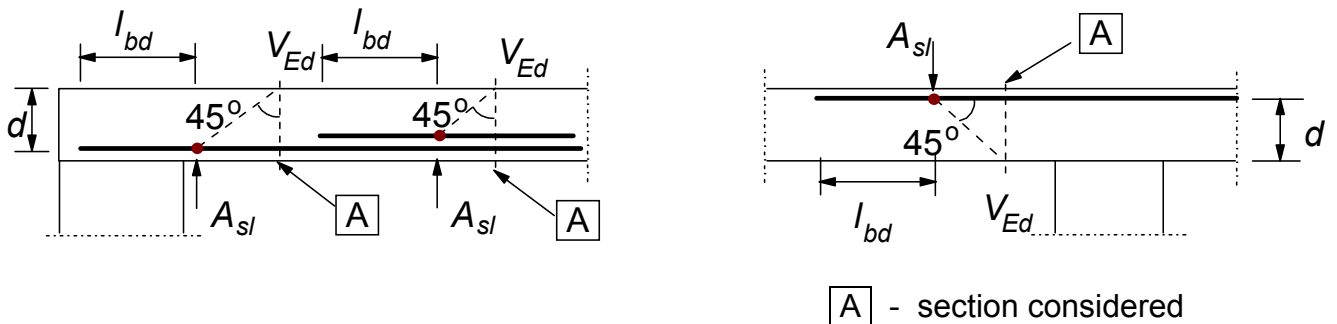 l_bd
V_Ed
l_bd
V_Ed
d
45°
45°
A_sl
A
A_sl
A
A_sl
A
45°
d
l_bd
V_Ed
A - section considered